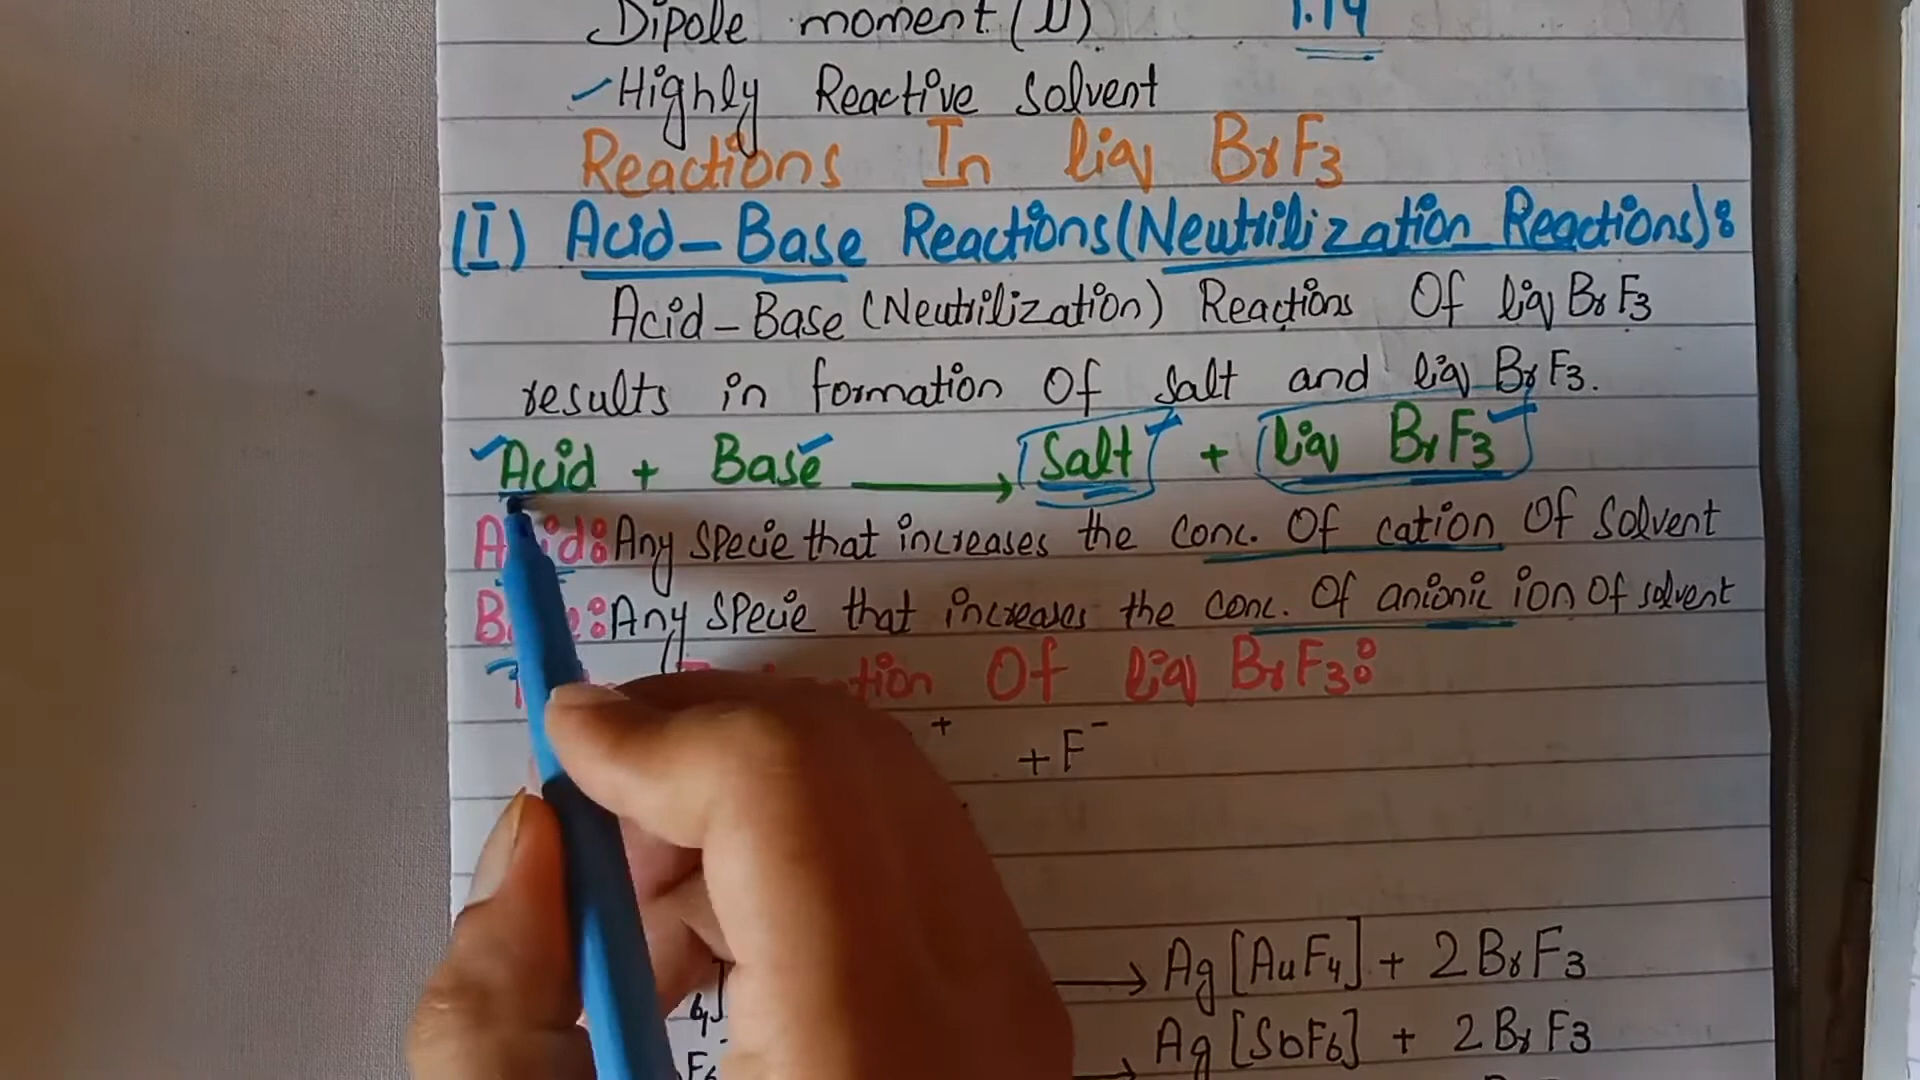 Dipole moment (D) 1.19
Highly Reactive Solvent
Reactions In liq BrF3
(I) Acid-Base Reactions (Neutrilization Reactions):
Acid-Base (Neutrilization) Reactions Of liq BrF3
results in formation Of Salt and liq BrF3.
Acid + Base → Salt + liq BrF3
Acid: Any specie that increases the conc. Of cation Of Solvent
Base: Any specie that increases the conc. Of anionic ion Of solvent
Of liq BrF3:
+ + F⁻
→ Ag[AuF4] + 2BrF3
→ Ag[SbF6] + 2BrF3